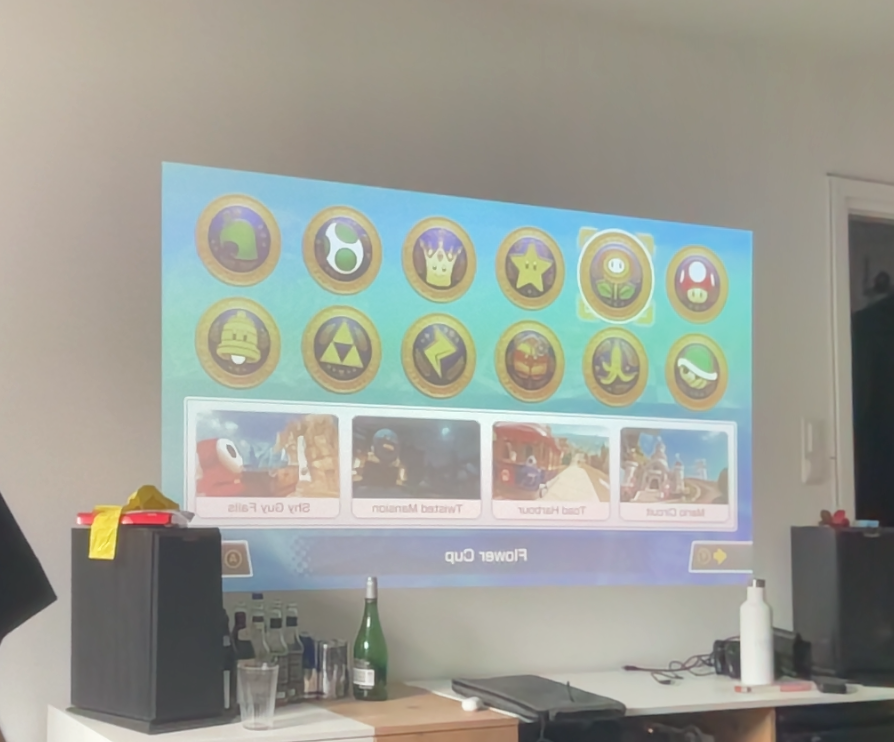 Mario Circuit
Toad Harbour
Twisted Mansion
Shy Guy Falls
Flower Cup